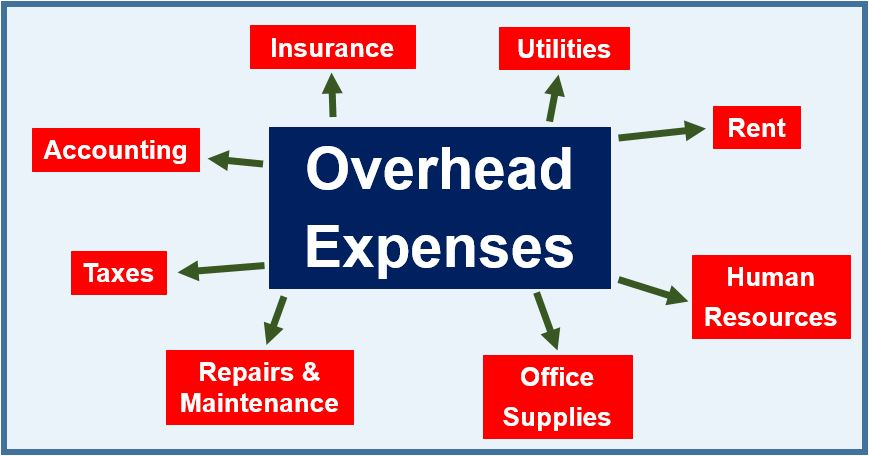 Insurance
Utilities
Rent
Accounting
Overhead
Expenses
Taxes
Human
Resources
Repairs &
Maintenance
Office
Supplies